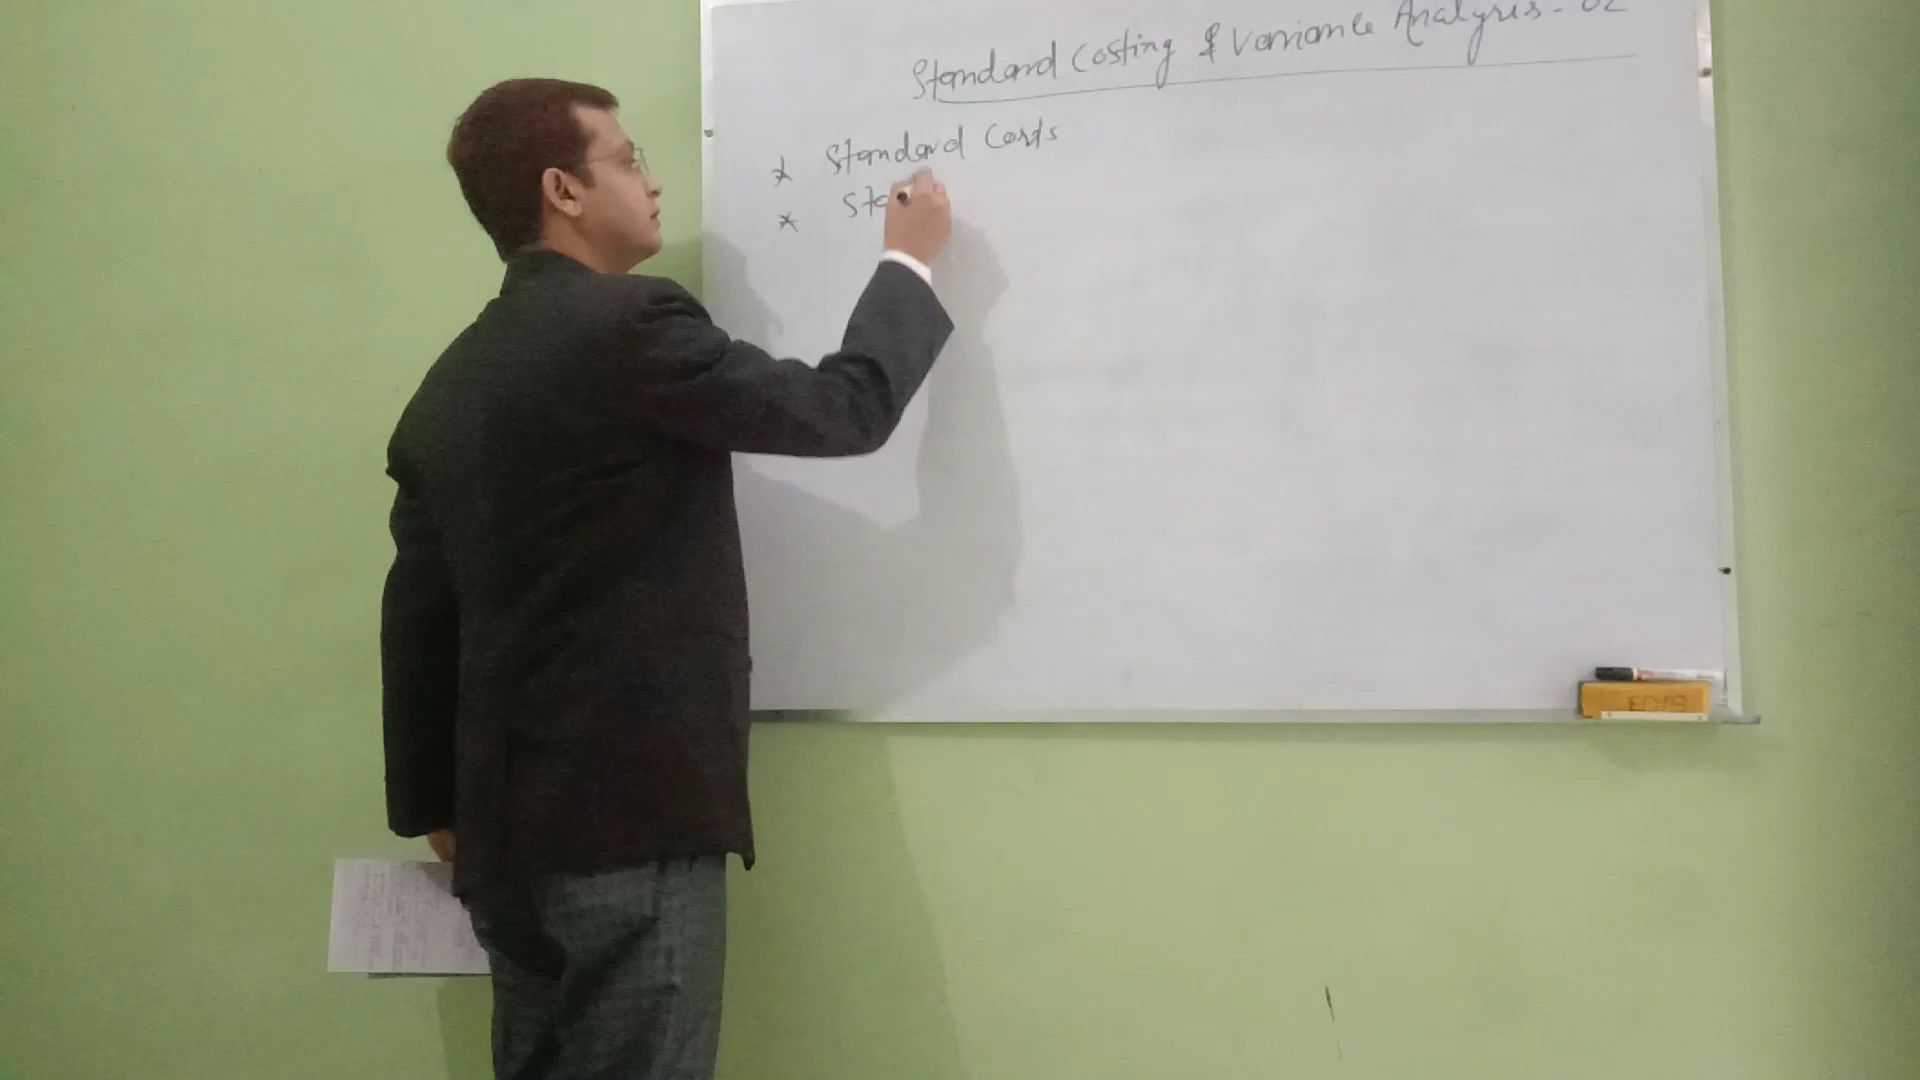 Standard Costing & Variance Analysis - 02
* Standard Costs
* Sta